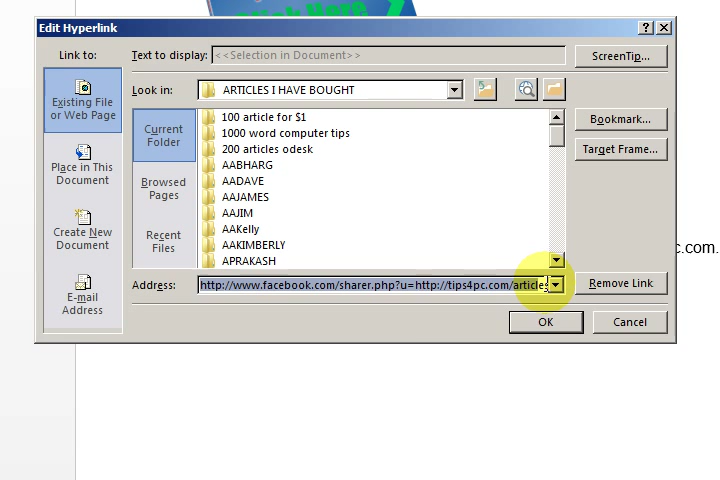 Click Here
Edit Hyperlink
Link to:
Text to display: <<Selection in Document>>
ScreenTip...
Existing File
or Web Page
Look in: ARTICLES I HAVE BOUGHT
Current
Folder
100 article for $1
1000 word computer tips
200 articles odesk
AABHARG
AADAVE
AAJAMES
AAJIM
AAKelly
AAKIMBERLY
APRAKASH
Bookmark...
Target Frame...
Place in This
Document
Browsed
Pages
Create New
Document
Recent
Files
c.com.
E-mail
Address
Address: http://www.facebook.com/sharer.php?u=http://tips4pc.com/articles
Remove Link
OK
Cancel